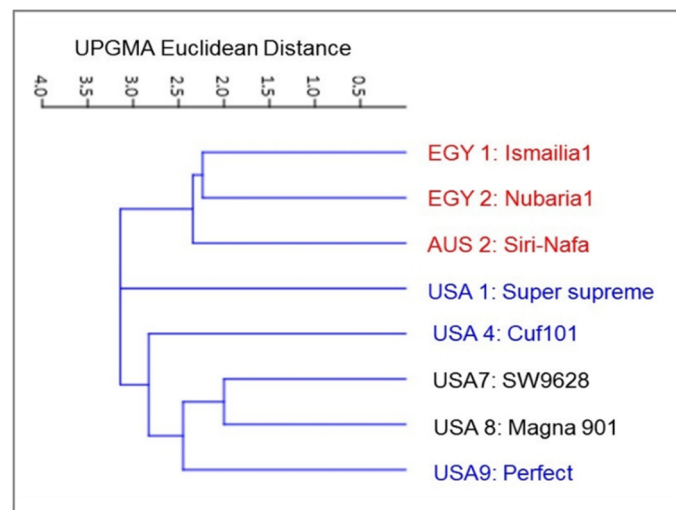 UPGMA Euclidean Distance
4.0 3.5 3.0 2.5 2.0 1.5 1.0 0.5
EGY 1: Ismailia1
EGY 2: Nubaria1
AUS 2: Siri-Nafa
USA 1: Super supreme
USA 4: Cuf101
USA7: SW9628
USA 8: Magna 901
USA9: Perfect